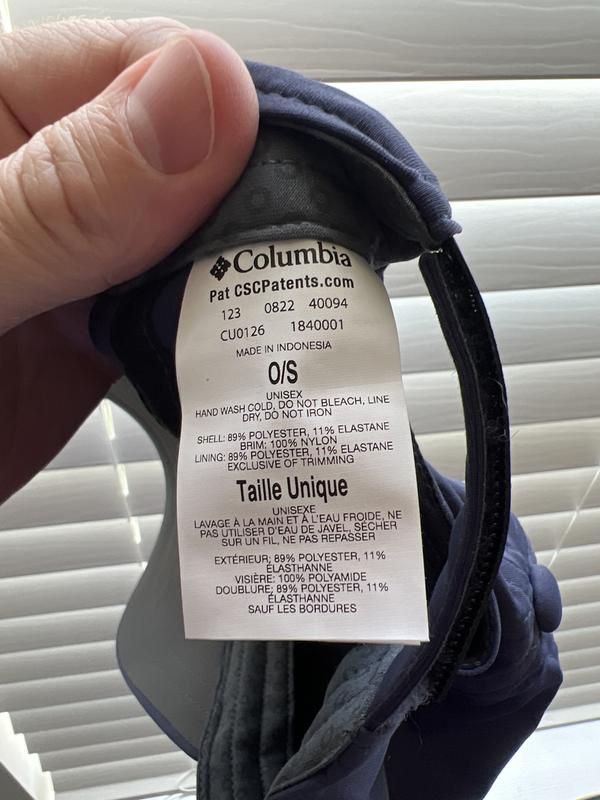 Columbia
Pat CSCPatents.com
123 0822 40094
CU0126 1840001
MADE IN INDONESIA
O/S
UNISEX
HAND WASH COLD, DO NOT BLEACH, LINE
DRY, DO NOT IRON
SHELL: 89% POLYESTER, 11% ELASTANE
BRIM: 100% NYLON
LINING: 89% POLYESTER, 11% ELASTANE
EXCLUSIVE OF TRIMMING
Taille Unique
UNISEXE
LAVAGE À LA MAIN ET À L'EAU FROIDE, NE
PAS UTILISER D'EAU DE JAVEL, SÉCHER
SUR UN FIL, NE PAS REPASSER
EXTÉRIEUR; 89% POLYESTER, 11%
ÉLASTHANNE
VISIÈRE: 100% POLYAMIDE
DOUBLURE; 89% POLYESTER, 11%
ÉLASTHANNE
SAUF LES BORDURES